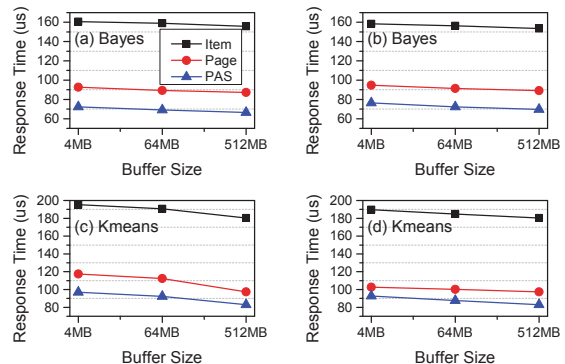 160
140
120
100
80
60
Response Time (us)
(a) Bayes
Item
Page
PAS
4MB
64MB
512MB
Buffer Size
160
140
120
100
80
60
Response Time (us)
(b) Bayes
4MB
64MB
512MB
Buffer Size
200
180
160
140
120
100
80
Response Time (us)
(c) Kmeans
4MB
64MB
512MB
Buffer Size
200
180
160
140
120
100
80
Response Time (us)
(d) Kmeans
4MB
64MB
512MB
Buffer Size